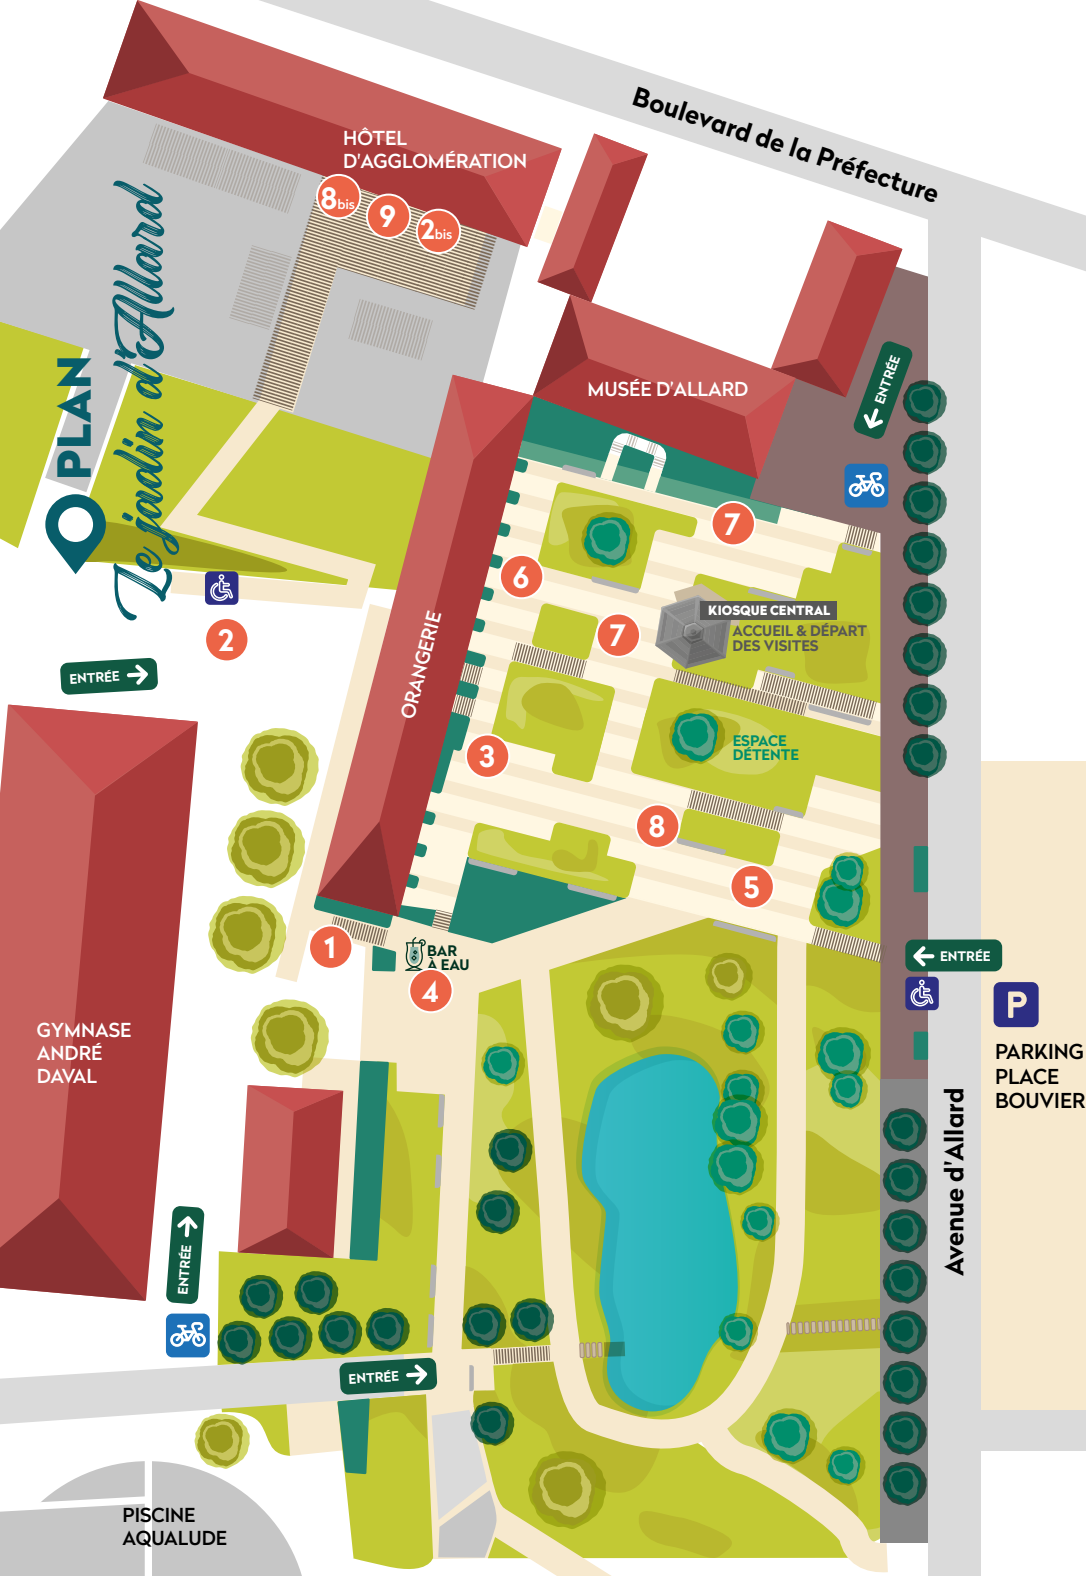 Boulevard de la Préfecture
HÔTEL
D'AGGLOMÉRATION
8bis
9
2bis
PLAN
Le jardin d'Allard
MUSÉE D'ALLARD
ENTRÉE
7
6
ORANGERIE
7
KIOSQUE CENTRAL
ACCUEIL & DÉPART
DES VISITES
2
ENTRÉE
3
ESPACE
DÉTENTE
8
5
1
BAR
À EAU
4
ENTRÉE
P
PARKING
PLACE
BOUVIER
GYMNASE
ANDRÉ
DAVAL
Avenue d'Allard
ENTRÉE
ENTRÉE
PISCINE
AQUALUDE